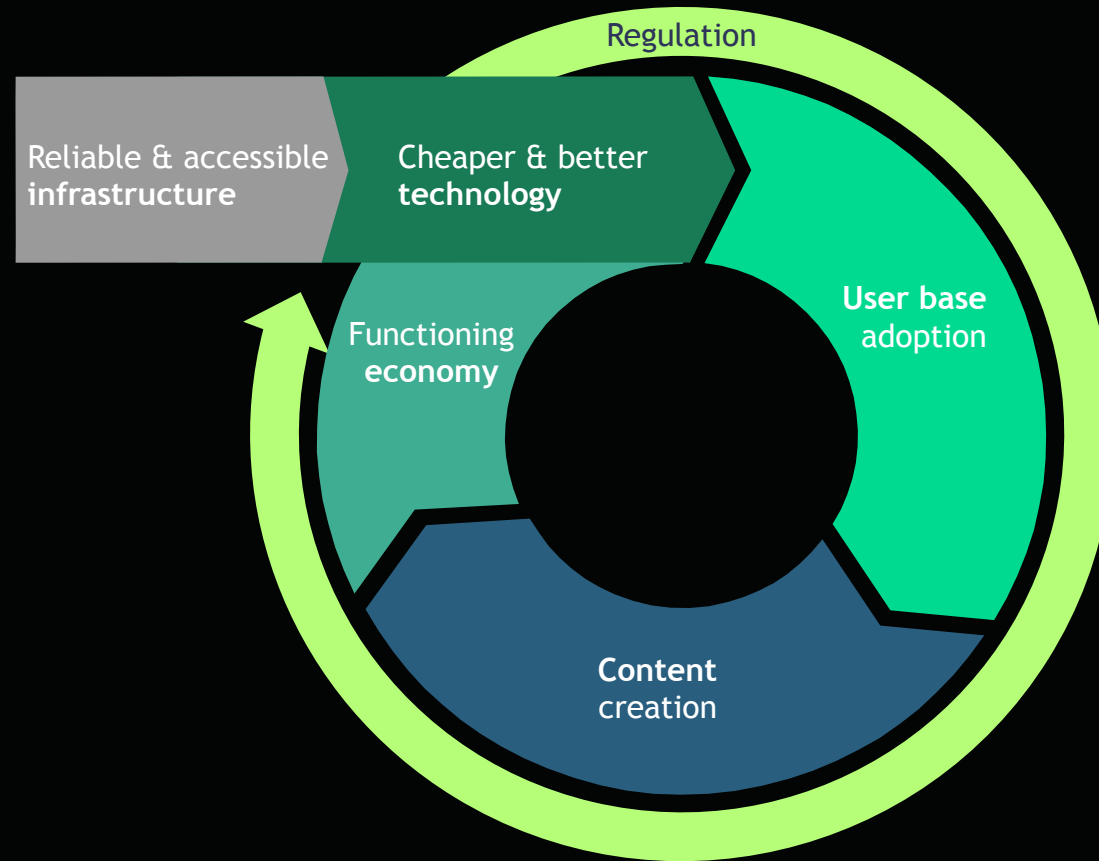 Regulation
Reliable & accessible
infrastructure
Cheaper & better
technology
User base
adoption
Functioning
economy
Content
creation